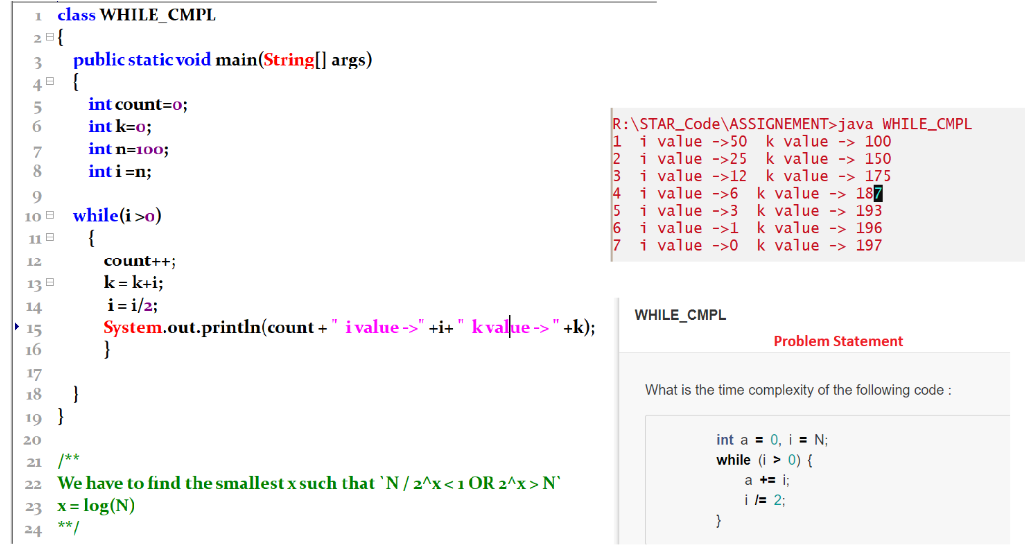 1 class WHILE_CMPL
2 {
3 public static void main(String[] args)
4 {
5 int count=0;
6 int k=0;
7 int n=100;
8 int i =n;
9
10 while(i >0)
11 {
12 count++;
13 k = k+i;
14 i = i/2;
15 System.out.println(count + " i value ->" +i+ " k value -> " +k);
16 }
17
18 }
19 }
20
21 /**
22 We have to find the smallest x such that `N / 2^x < 1 OR 2^x > N`
23 x = log(N)
24 **/
R:\STAR_Code\ASSIGNEMENT>java WHILE_CMPL
1 i value ->50 k value -> 100
2 i value ->25 k value -> 150
3 i value ->12 k value -> 175
4 i value ->6 k value -> 187
5 i value ->3 k value -> 193
6 i value ->1 k value -> 196
7 i value ->0 k value -> 197
WHILE_CMPL
Problem Statement
What is the time complexity of the following code :
int a = 0, i = N;
while (i > 0) {
a += i;
i /= 2;
}